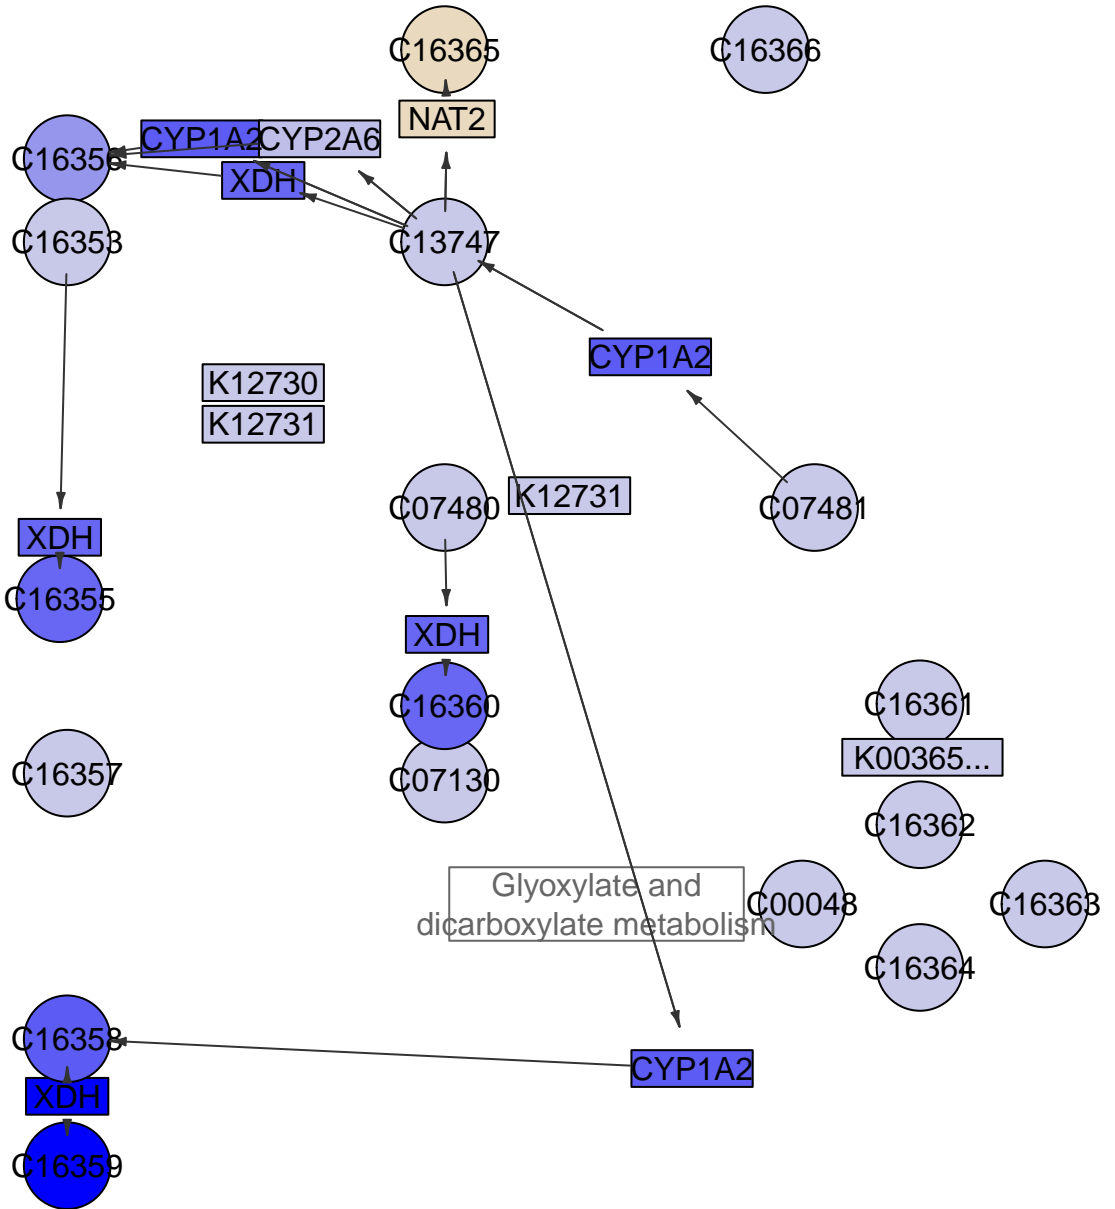 C16365
C16366
NAT2
CYP1A2
CYP2A6
C16356
XDH
C16353
C13747
CYP1A2
K12730
K12731
C07480
K12731
C07481
XDH
C16355
XDH
C16360
C16361
K00365...
C16357
C07130
C16362
Glyoxylate and
dicarboxylate metabolism
C00048
C16363
C16364
C16358
CYP1A2
XDH
C16359